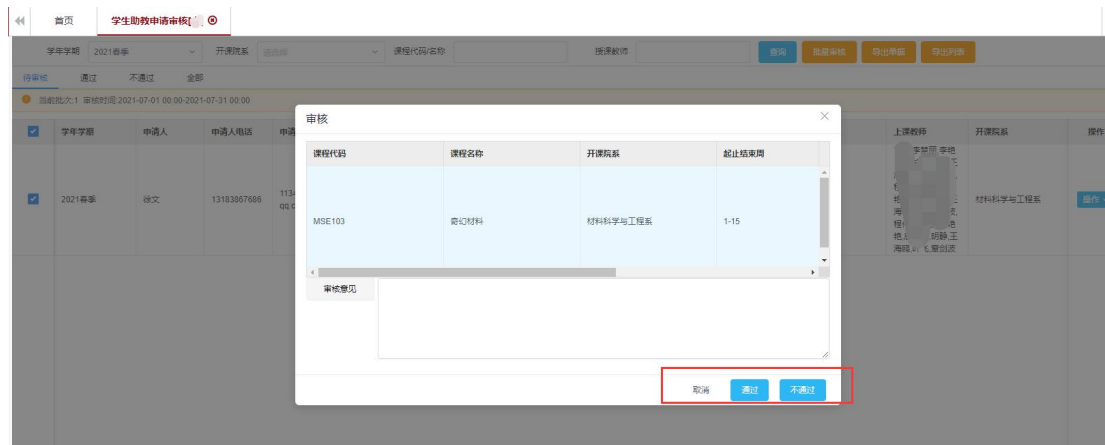 首页
学生助教申请审核[
学年学期 2021春季 开课院系 请选择 课程代码/名称 授课教师 查询 批量审核 导出单据 导出列表
待审核 通过 不通过 全部
当前批次:1 审核时间:2021-07-01 00:00-2021-07-31 00:00
学年学期 申请人 申请人电话 申请 上课教师 开课院系 操作
2021春季 徐文 13183867686 1134 材料科学与工程系 操作
qq.c
审核
课程代码 课程名称 开课院系 起止结束周
MSE103 奇幻材料 材料科学与工程系 1-15
审核意见
取消 通过 不通过